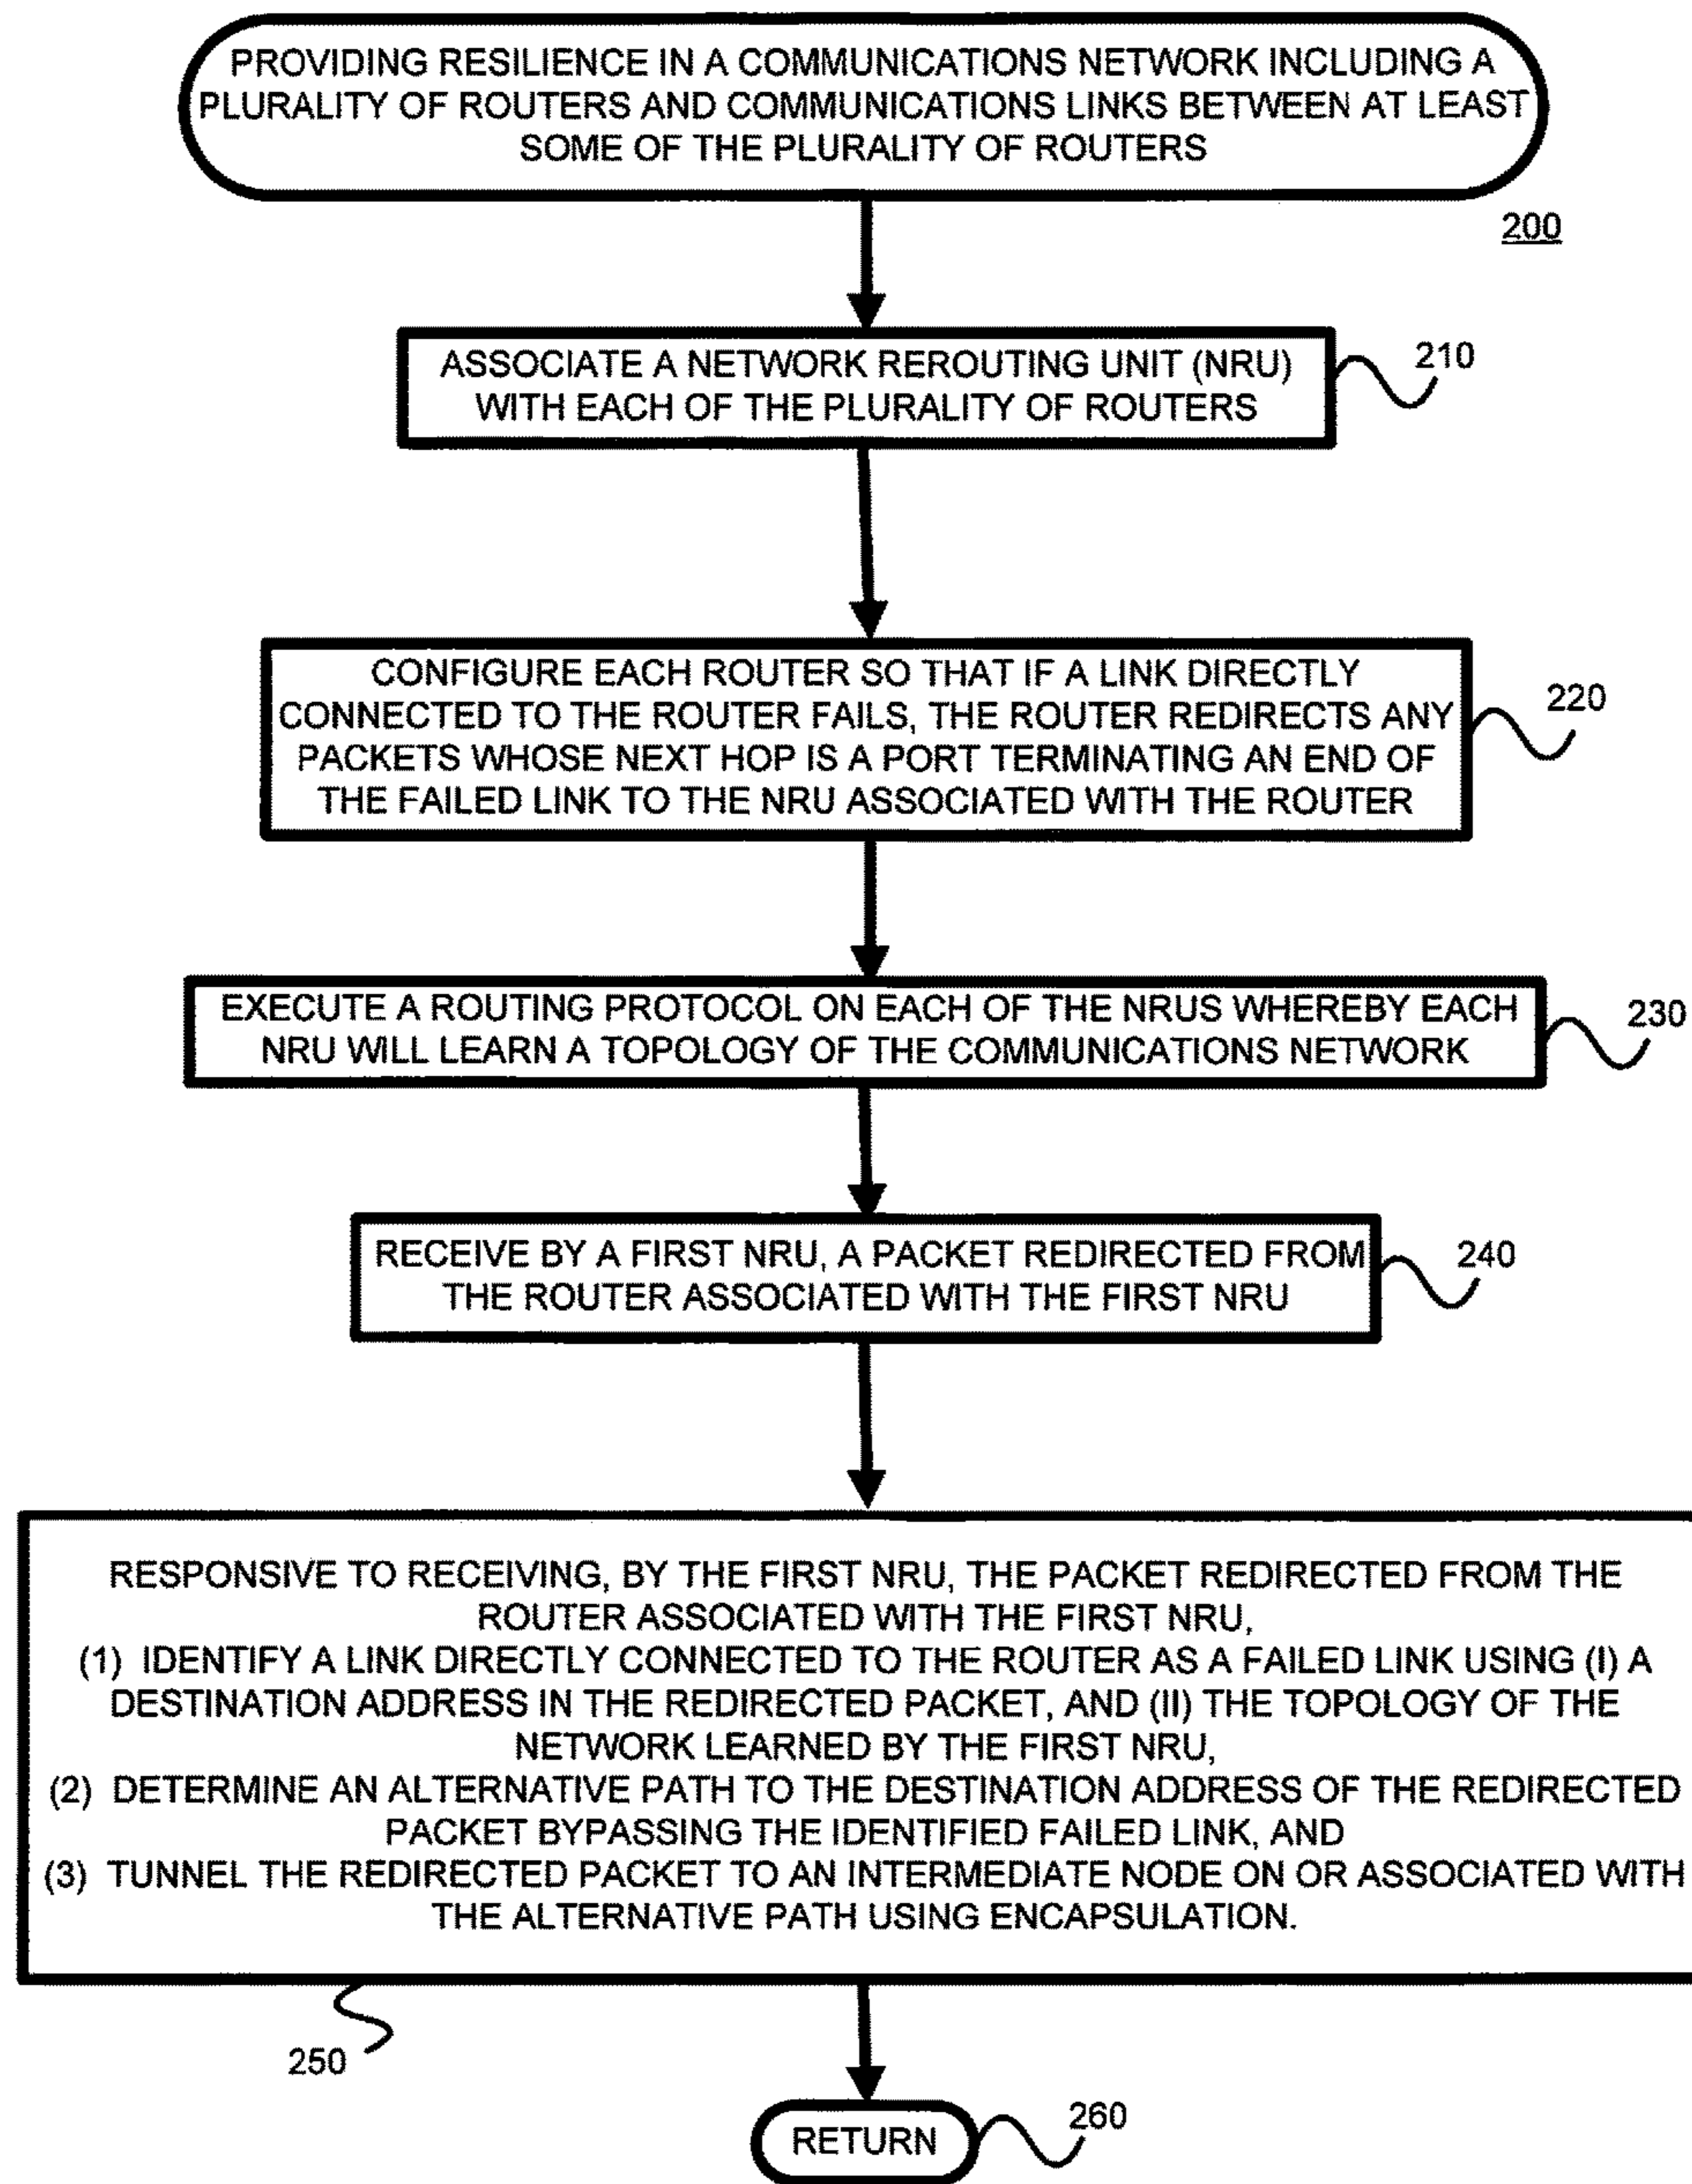 PROVIDING RESILIENCE IN A COMMUNICATIONS NETWORK INCLUDING A
PLURALITY OF ROUTERS AND COMMUNICATIONS LINKS BETWEEN AT LEAST
SOME OF THE PLURALITY OF ROUTERS
200
ASSOCIATE A NETWORK REROUTING UNIT (NRU)
WITH EACH OF THE PLURALITY OF ROUTERS
210
CONFIGURE EACH ROUTER SO THAT IF A LINK DIRECTLY
CONNECTED TO THE ROUTER FAILS, THE ROUTER REDIRECTS ANY
PACKETS WHOSE NEXT HOP IS A PORT TERMINATING AN END OF
THE FAILED LINK TO THE NRU ASSOCIATED WITH THE ROUTER
220
EXECUTE A ROUTING PROTOCOL ON EACH OF THE NRUS WHEREBY EACH
NRU WILL LEARN A TOPOLOGY OF THE COMMUNICATIONS NETWORK
230
RECEIVE BY A FIRST NRU, A PACKET REDIRECTED FROM
THE ROUTER ASSOCIATED WITH THE FIRST NRU
240
RESPONSIVE TO RECEIVING, BY THE FIRST NRU, THE PACKET REDIRECTED FROM THE
ROUTER ASSOCIATED WITH THE FIRST NRU,
(1) IDENTIFY A LINK DIRECTLY CONNECTED TO THE ROUTER AS A FAILED LINK USING (I) A
DESTINATION ADDRESS IN THE REDIRECTED PACKET, AND (II) THE TOPOLOGY OF THE
NETWORK LEARNED BY THE FIRST NRU,
(2) DETERMINE AN ALTERNATIVE PATH TO THE DESTINATION ADDRESS OF THE REDIRECTED
PACKET BYPASSING THE IDENTIFIED FAILED LINK, AND
(3) TUNNEL THE REDIRECTED PACKET TO AN INTERMEDIATE NODE ON OR ASSOCIATED WITH
THE ALTERNATIVE PATH USING ENCAPSULATION.
250
RETURN
260